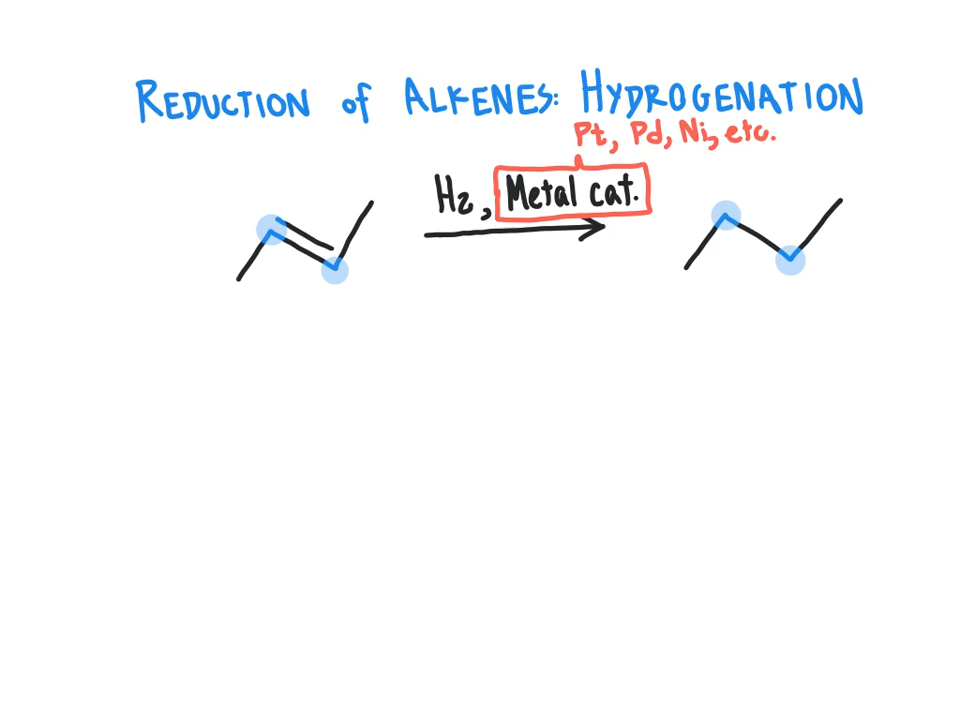 REDUCTION of ALKENES: HYDROGENATION
Pt, Pd, Ni, etc.
H2, Metal cat.